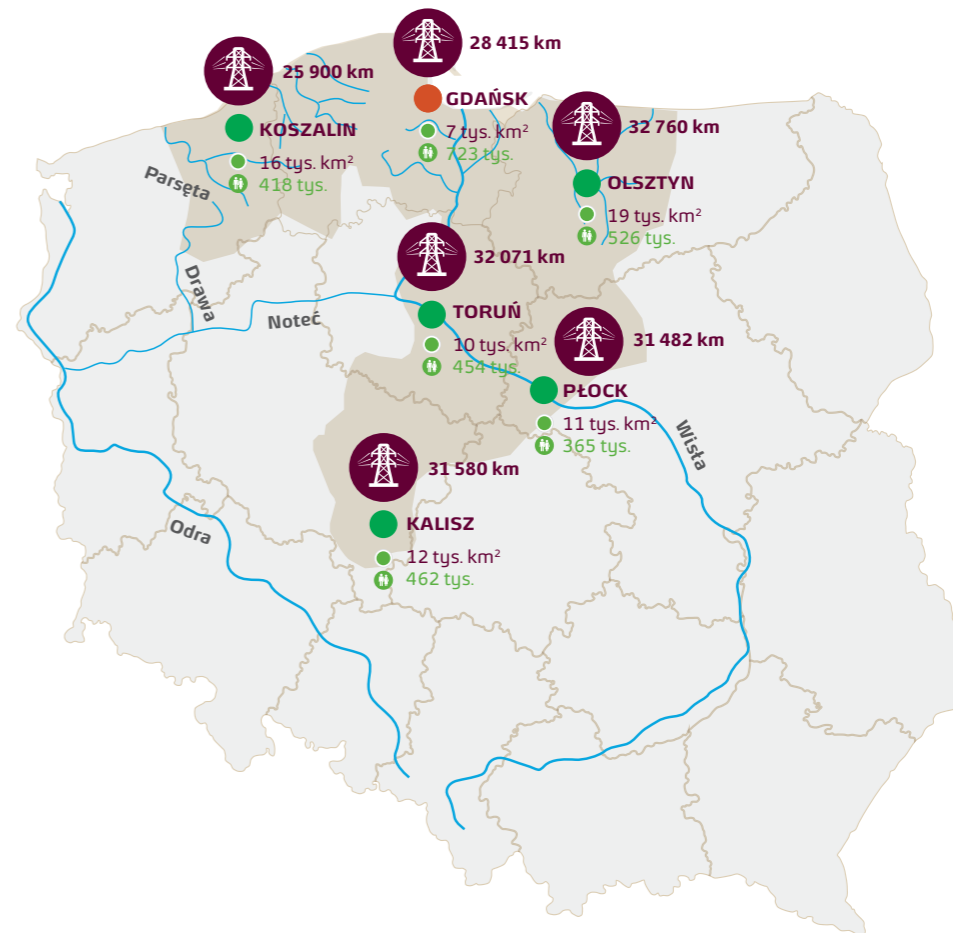 28 415 km
25 900 km
GDAŃSK
KOSZALIN
7 tys. km²
723 tys.
32 760 km
16 tys. km²
418 tys.
Parsęta
OLSZTYN
19 tys. km²
526 tys.
32 071 km
Drawa
Noteć
TORUŃ
10 tys. km²
454 tys.
31 482 km
PŁOCK
11 tys. km²
365 tys.
Wisła
31 580 km
KALISZ
12 tys. km²
462 tys.
Odra